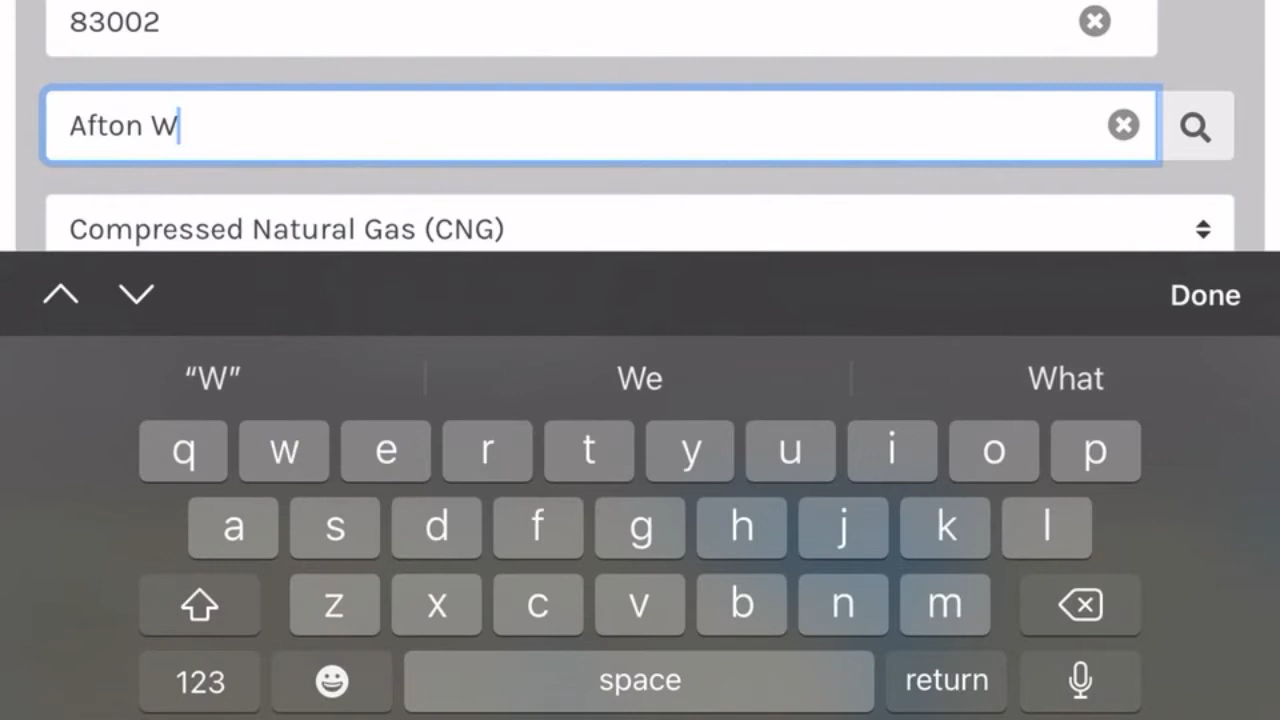 83002
Afton W
Compressed Natural Gas (CNG)
Done
“W” We What
q w e r t y u i o p
a s d f g h j k l
z x c v b n m
123 space return